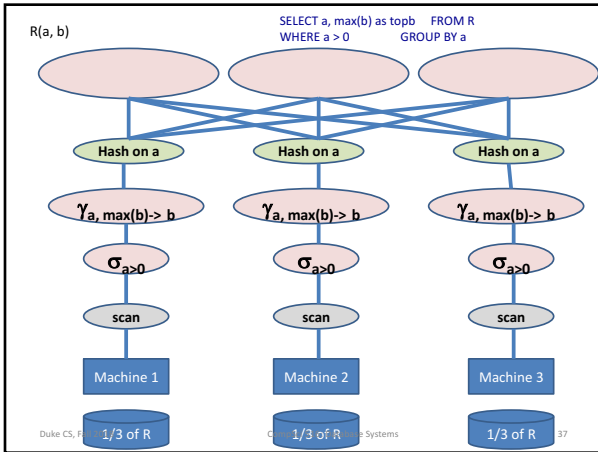 SELECT a, max(b) as topb FROM R
R(a, b)
WHERE a > 0 GROUP BY a
Hash on a Hash on a Hash on a
γa, max(b)-> b γa, max(b)-> b γa, max(b)-> b
σa>0 σa>0 σa>0
scan scan scan
Machine 1 Machine 2 Machine 3
1/3 of R 1/3 of R 1/3 of R
Duke CS, Systems 37